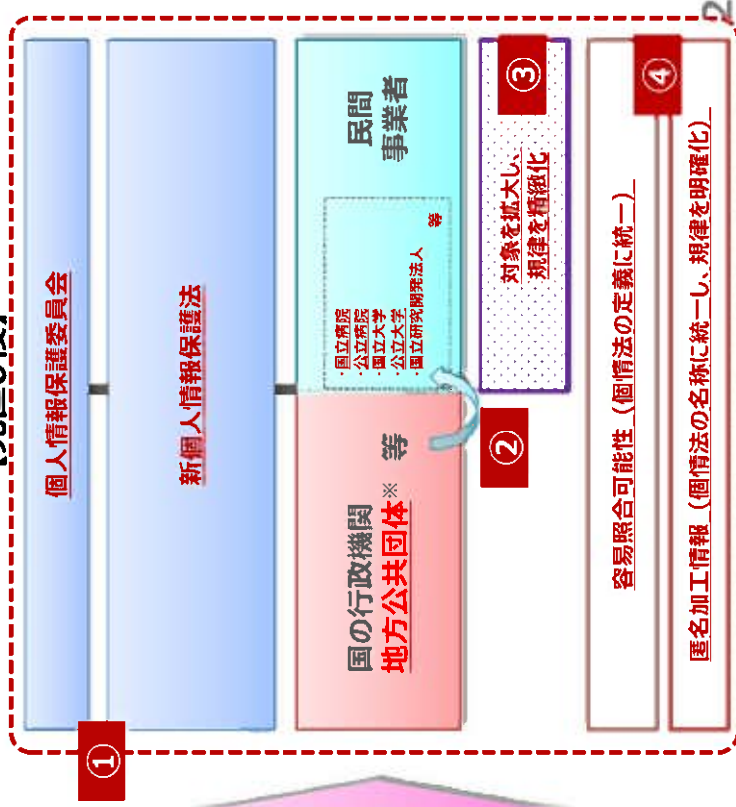 ①
個人情報保護委員会
新個人情報保護法
国の行政機関
地方公共団体※ 等
②
民間
事業者
・国立病院
・公立病院
・国立大学
・公立大学
・国立研究開発法人 等
対象を拡大し、
規律を精緻化
③
容易照合可能性（個情法の定義に統一）
④
匿名加工情報（個情法の名称に統一し、規律を明確化）
2